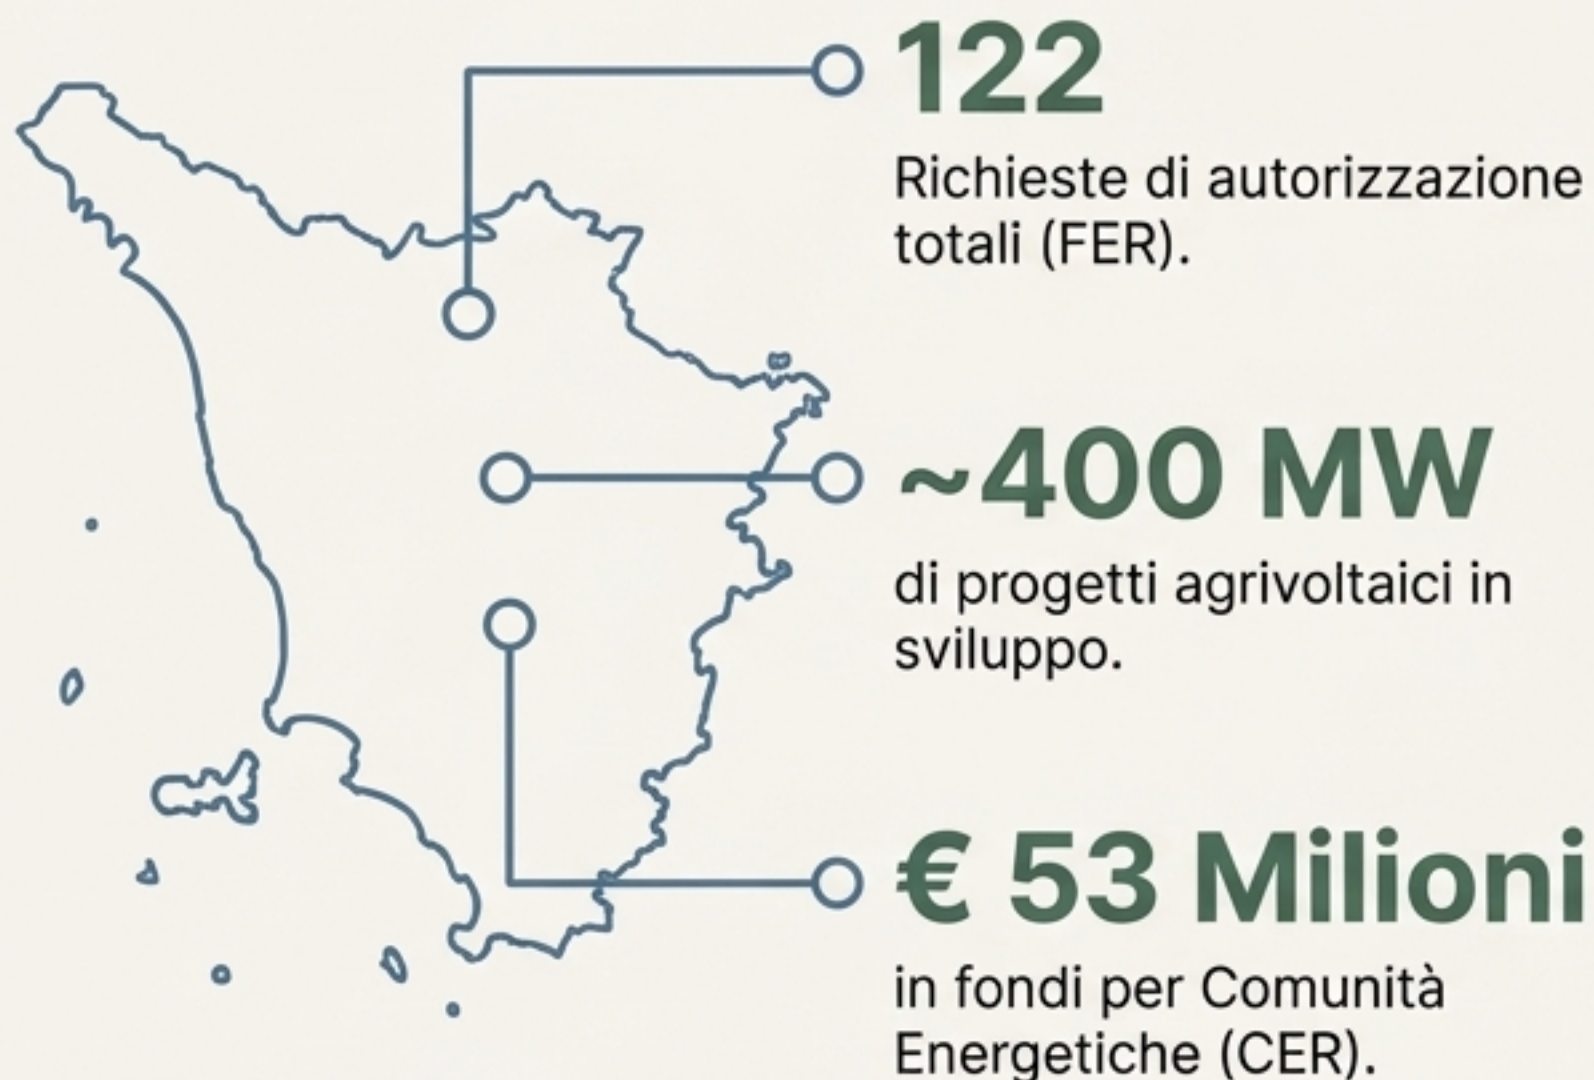 122
Richieste di autorizzazione
totali (FER).
~400 MW
di progetti agrivoltaici in
sviluppo.
€ 53 Milioni
in fondi per Comunità
Energetiche (CER).